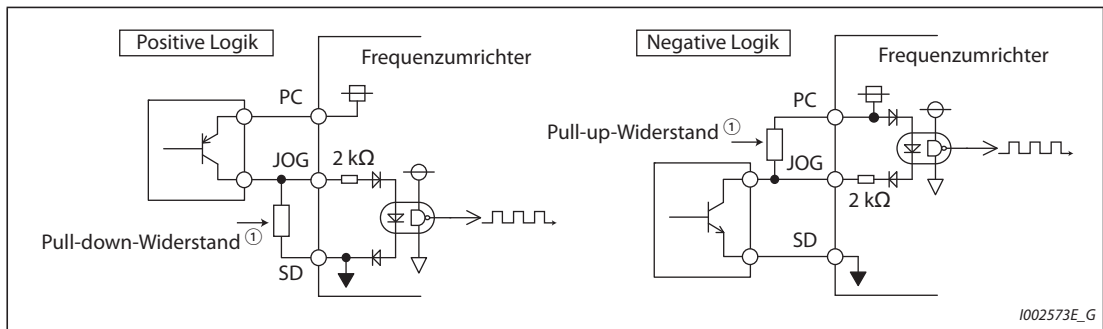 Positive Logik
Frequenzumrichter
PC
JOG
2 kΩ
Pull-down-Widerstand ①
SD
Negative Logik
Frequenzumrichter
PC
Pull-up-Widerstand ①
JOG
2 kΩ
SD
I002573E_G